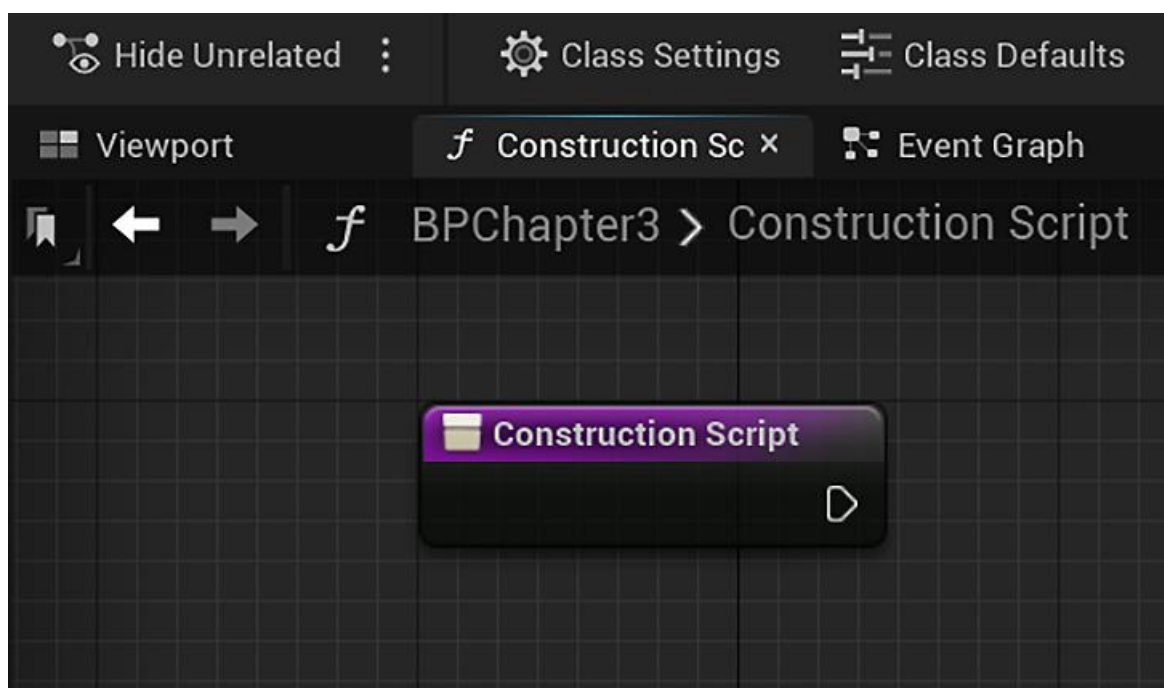 Hide Unrelated Class Settings Class Defaults
Viewport Construction Sc Event Graph
BPChapter3 > Construction Script
Construction Script